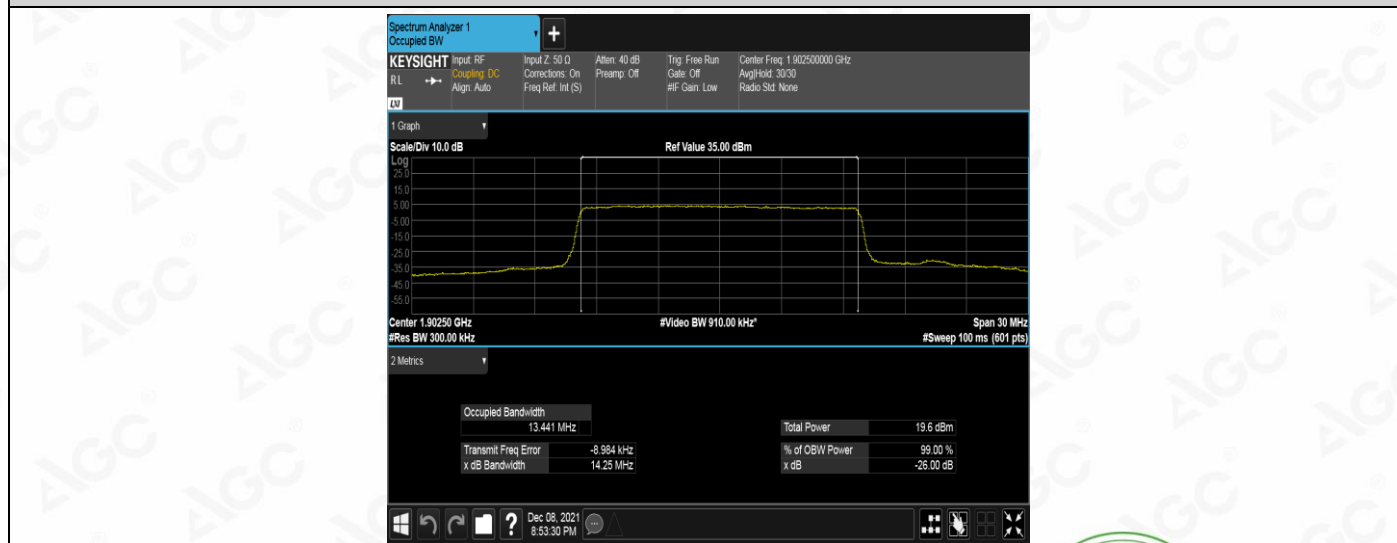 Spectrum Analyzer 1
Occupied BW
+
KEYSIGHT Input: RF Input Z: 50 Ω Atten: 40 dB Trig: Free Run Center Freq: 1.902500000 GHz
RL Coupling: DC Corrections: On Preamp: Off Gate: Off Avg|Hold: 30/30
Align: Auto Freq Ref: Int (S) #IF Gain: Low Radio Std: None
LXI
1 Graph
Scale/Div 10.0 dB Ref Value 35.00 dBm
Log
25.0
15.0
5.00
-5.00
-15.0
-25.0
-35.0
-45.0
-55.0
Center 1.90250 GHz #Video BW 910.00 kHz* Span 30 MHz
#Res BW 300.00 kHz #Sweep 100 ms (601 pts)
2 Metrics
Occupied Bandwidth
13.441 MHz Total Power 19.6 dBm
Transmit Freq Error -8.984 kHz % of OBW Power 99.00 %
x dB Bandwidth 14.25 MHz x dB -26.00 dB
? Dec 08, 2021
8:53:30 PM
AGC